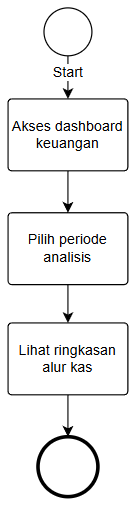 Start
Akses dashboard
keuangan
Pilih periode
analisis
Lihat ringkasan
alur kas